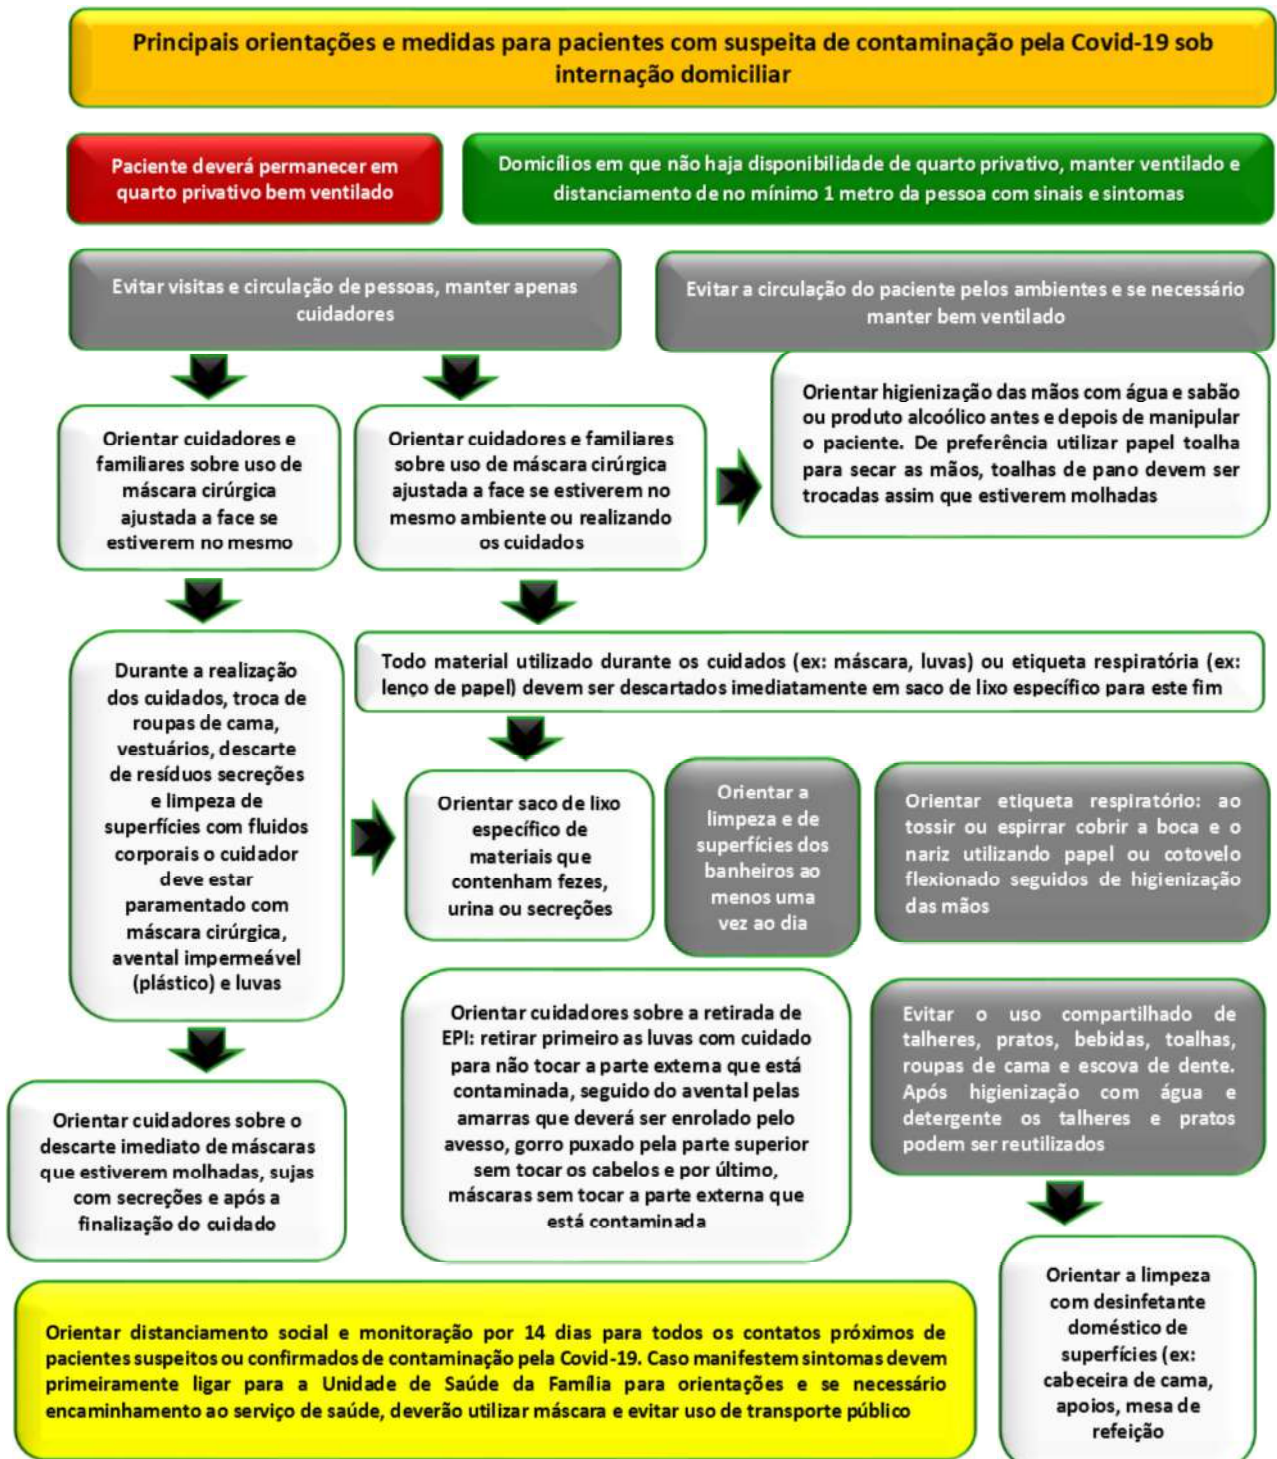 Principais orientações e medidas para pacientes com suspeita de contaminação pela Covid-19 sob
internação domiciliar
Paciente deverá permanecer em
quarto privativo bem ventilado
Domicílios em que não haja disponibilidade de quarto privativo, manter ventilado e
distanciamento de no mínimo 1 metro da pessoa com sinais e sintomas
Evitar visitas e circulação de pessoas, manter apenas
cuidadores
Evitar a circulação do paciente pelos ambientes e se necessário
manter bem ventilado
Orientar cuidadores e
familiares sobre uso de
máscara cirúrgica
ajustada a face se
estiverem no mesmo
Orientar cuidadores e familiares
sobre uso de máscara cirúrgica
ajustada a face se estiverem no
mesmo ambiente ou realizando
os cuidados
Orientar higienização das mãos com água e sabão
ou produto alcoólico antes e depois de manipular
o paciente. De preferência utilizar papel toalha
para secar as mãos, toalhas de pano devem ser
trocadas assim que estiverem molhadas
Durante a realização
dos cuidados, troca de
roupas de cama,
vestuários, descarte
de resíduos secreções
e limpeza de
superfícies com fluidos
corporais o cuidador
deve estar
paramentado com
máscara cirúrgica,
avental impermeável
(plástico) e luvas
Todo material utilizado durante os cuidados (ex: máscara, luvas) ou etiqueta respiratória (ex:
lenço de papel) devem ser descartados imediatamente em saco de lixo específico para este fim
Orientar saco de lixo
específico de
materiais que
contenham fezes,
urina ou secreções
Orientar a
limpeza e de
superfícies dos
banheiros ao
menos uma
vez ao dia
Orientar etiqueta respiratório: ao
tossir ou espirrar cobrir a boca e o
nariz utilizando papel ou cotovelo
flexionado seguidos de higienização
das mãos
Orientar cuidadores sobre o
descarte imediato de máscaras
que estiverem molhadas, sujas
com secreções e após a
finalização do cuidado
Orientar cuidadores sobre a retirada de
EPI: retirar primeiro as luvas com cuidado
para não tocar a parte externa que está
contaminada, seguido do avental pelas
amarras que deverá ser enrolado pelo
avesso, gorro puxado pela parte superior
sem tocar os cabelos e por último,
máscaras sem tocar a parte externa que
está contaminada
Evitar o uso compartilhado de
talheres, pratos, bebidas, toalhas,
roupas de cama e escova de dente.
Após higienização com água e
detergente os talheres e pratos
podem ser reutilizados
Orientar a limpeza
com desinfetante
doméstico de
superfícies (ex:
cabeceira de cama,
apoios, mesa de
refeição
Orientar distanciamento social e monitoração por 14 dias para todos os contatos próximos de
pacientes suspeitos ou confirmados de contaminação pela Covid-19. Caso manifestem sintomas devem
primeiramente ligar para a Unidade de Saúde da Família para orientações e se necessário
encaminhamento ao serviço de saúde, deverão utilizar máscara e evitar uso de transporte público